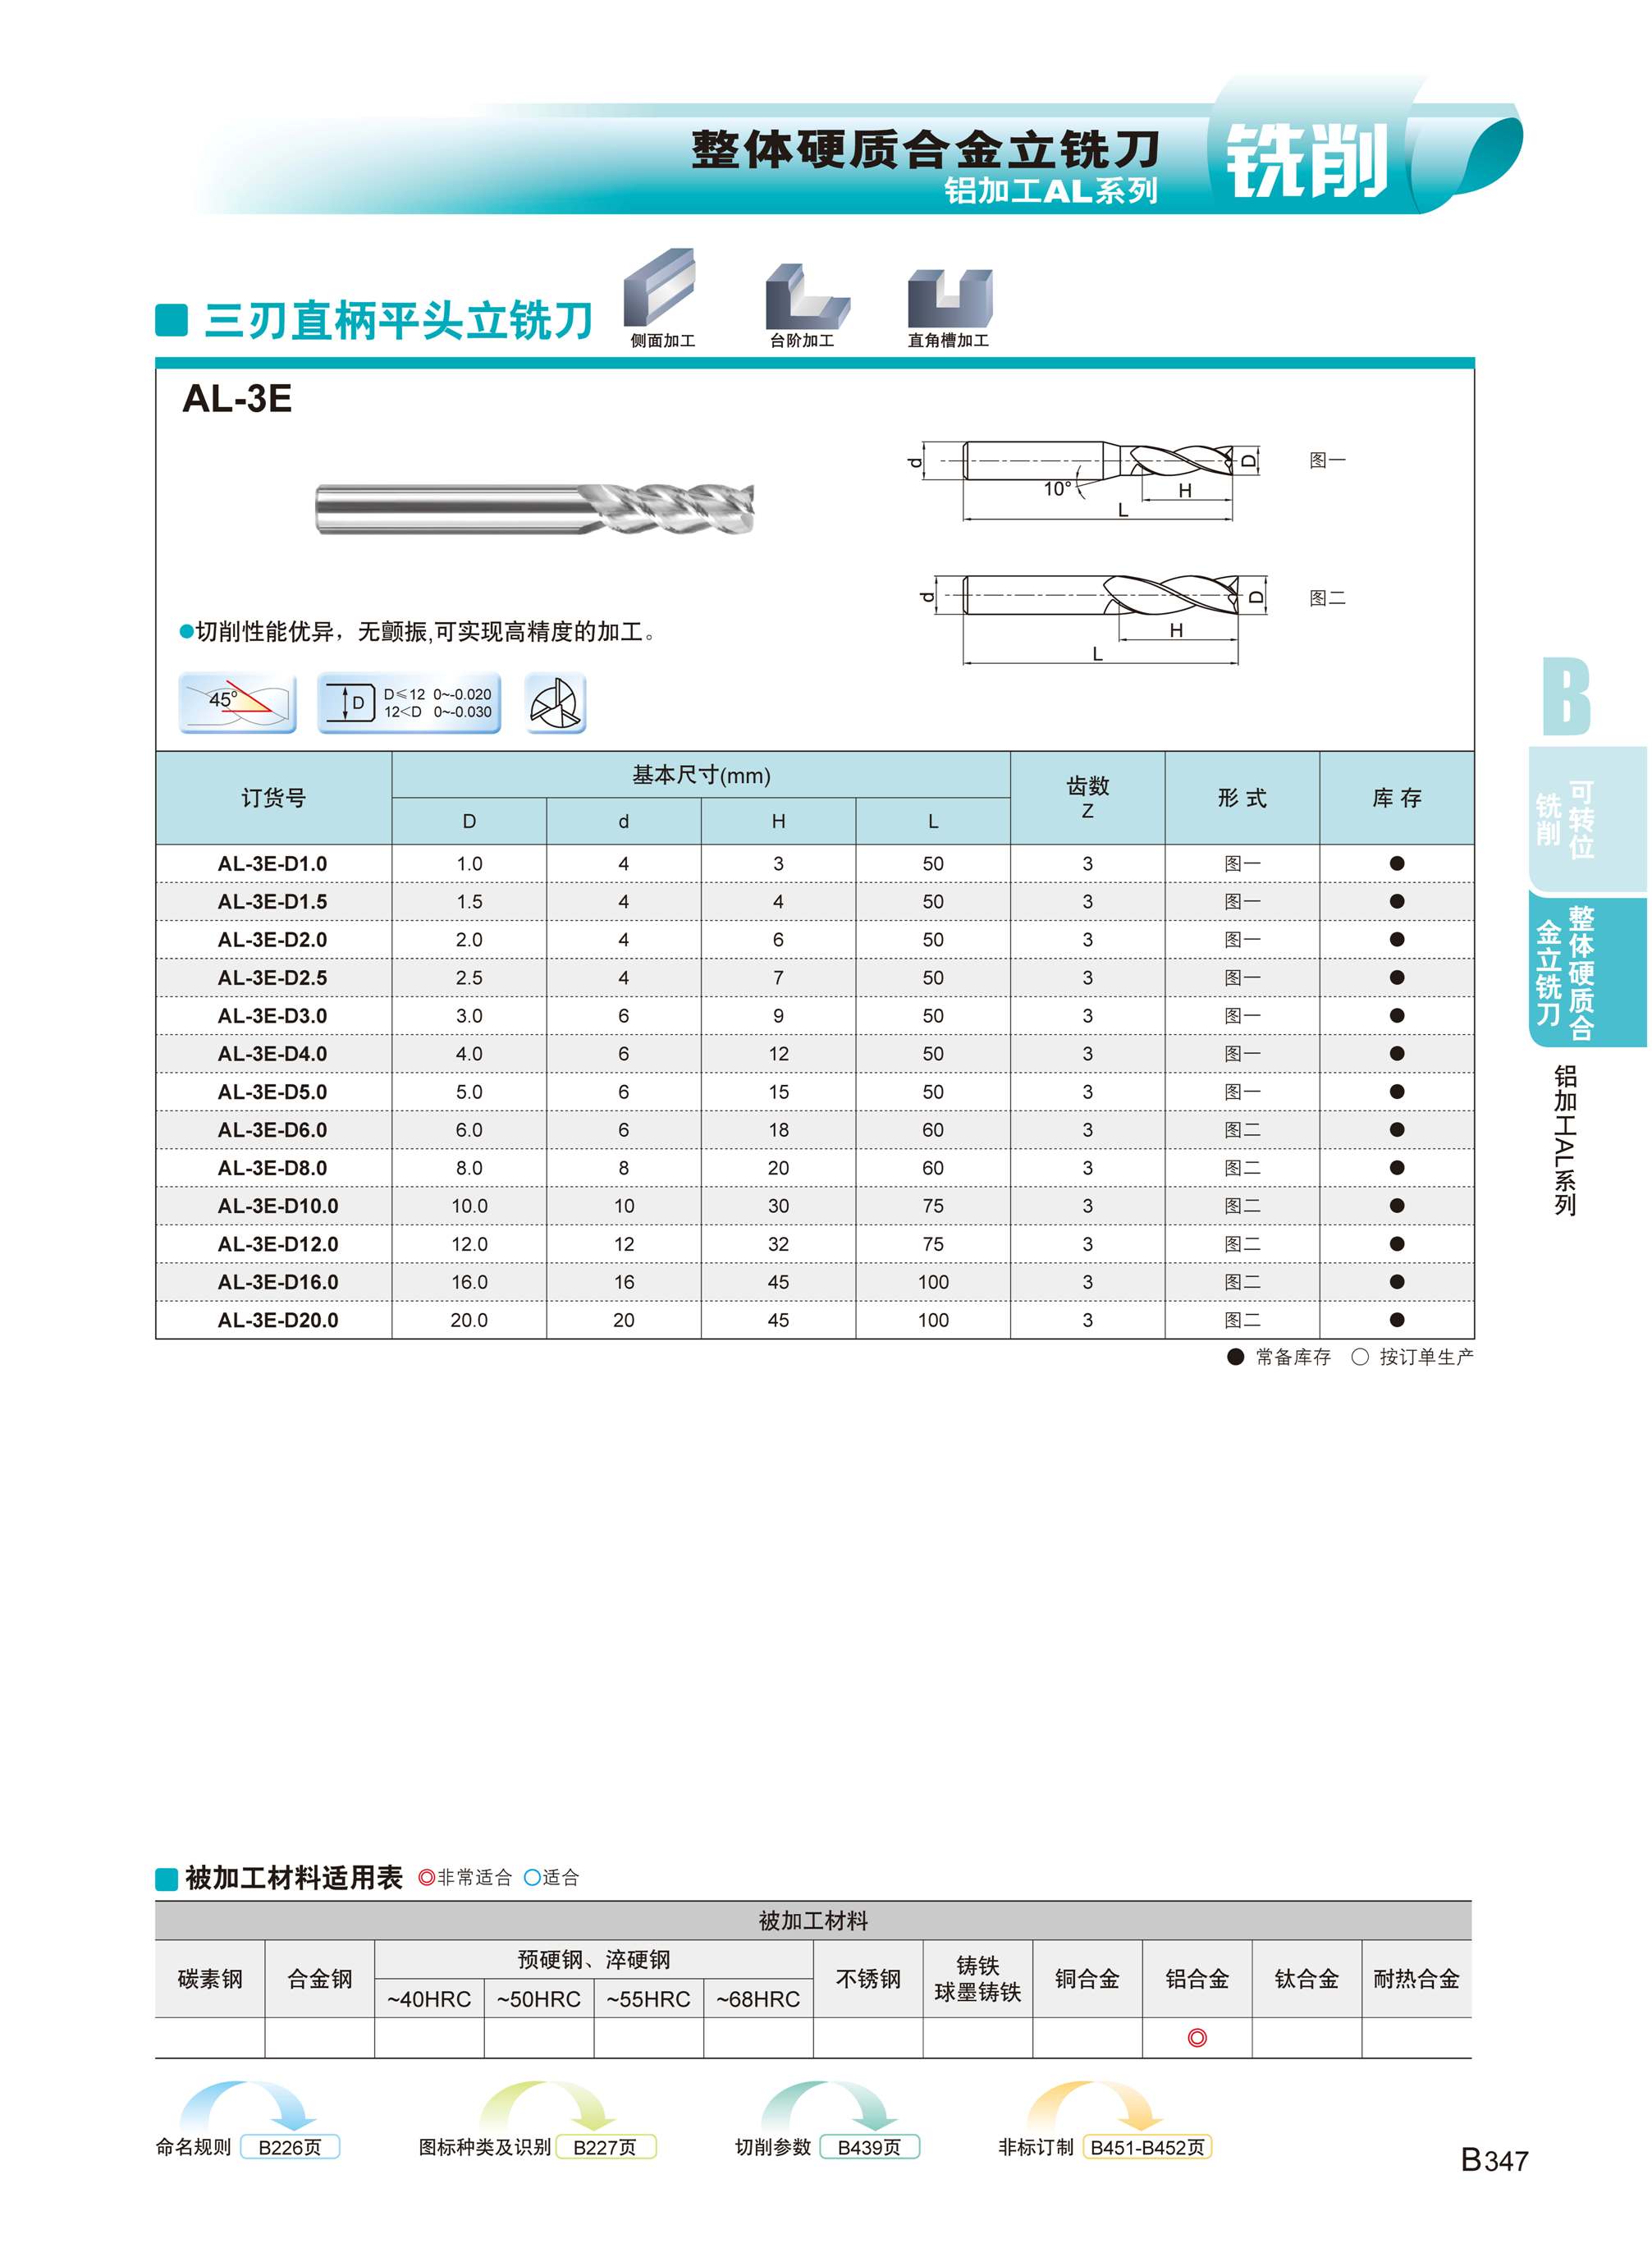 整体硬质合金立铣刀
铝加工AL系列
铣削
三刃直柄平头立铣刀
侧面加工
台阶加工
直角槽加工
AL-3E
d
10°
H
L
D
图一
d
H
L
D
图二
●切削性能优异，无颤振,可实现高精度的加工。
45°
D
D≤12 0~-0.020
12<D 0~-0.030
订货号 基本尺寸(mm) 齿数 Z 形 式 库 存
D d H L
AL-3E-D1.0 1.0 4 3 50 3 图一 ●
AL-3E-D1.5 1.5 4 4 50 3 图一 ●
AL-3E-D2.0 2.0 4 6 50 3 图一 ●
AL-3E-D2.5 2.5 4 7 50 3 图一 ●
AL-3E-D3.0 3.0 6 9 50 3 图一 ●
AL-3E-D4.0 4.0 6 12 50 3 图一 ●
AL-3E-D5.0 5.0 6 15 50 3 图一 ●
AL-3E-D6.0 6.0 6 18 60 3 图二 ●
AL-3E-D8.0 8.0 8 20 60 3 图二 ●
AL-3E-D10.0 10.0 10 30 75 3 图二 ●
AL-3E-D12.0 12.0 12 32 75 3 图二 ●
AL-3E-D16.0 16.0 16 45 100 3 图二 ●
AL-3E-D20.0 20.0 20 45 100 3 图二 ●
● 常备库存 ○ 按订单生产
B
可转位
铣削
整体硬质合
金立铣刀
铝加工AL系列
被加工材料适用表 ◎非常适合 ○适合
被加工材料
碳素钢 合金钢 预硬钢、淬硬钢 不锈钢 铸铁 球墨铸铁 铜合金 铝合金 钛合金 耐热合金
~40HRC ~50HRC ~55HRC ~68HRC
◎
命名规则 B226页
图标种类及识别 B227页
切削参数 B439页
非标订制 B451-B452页
B347